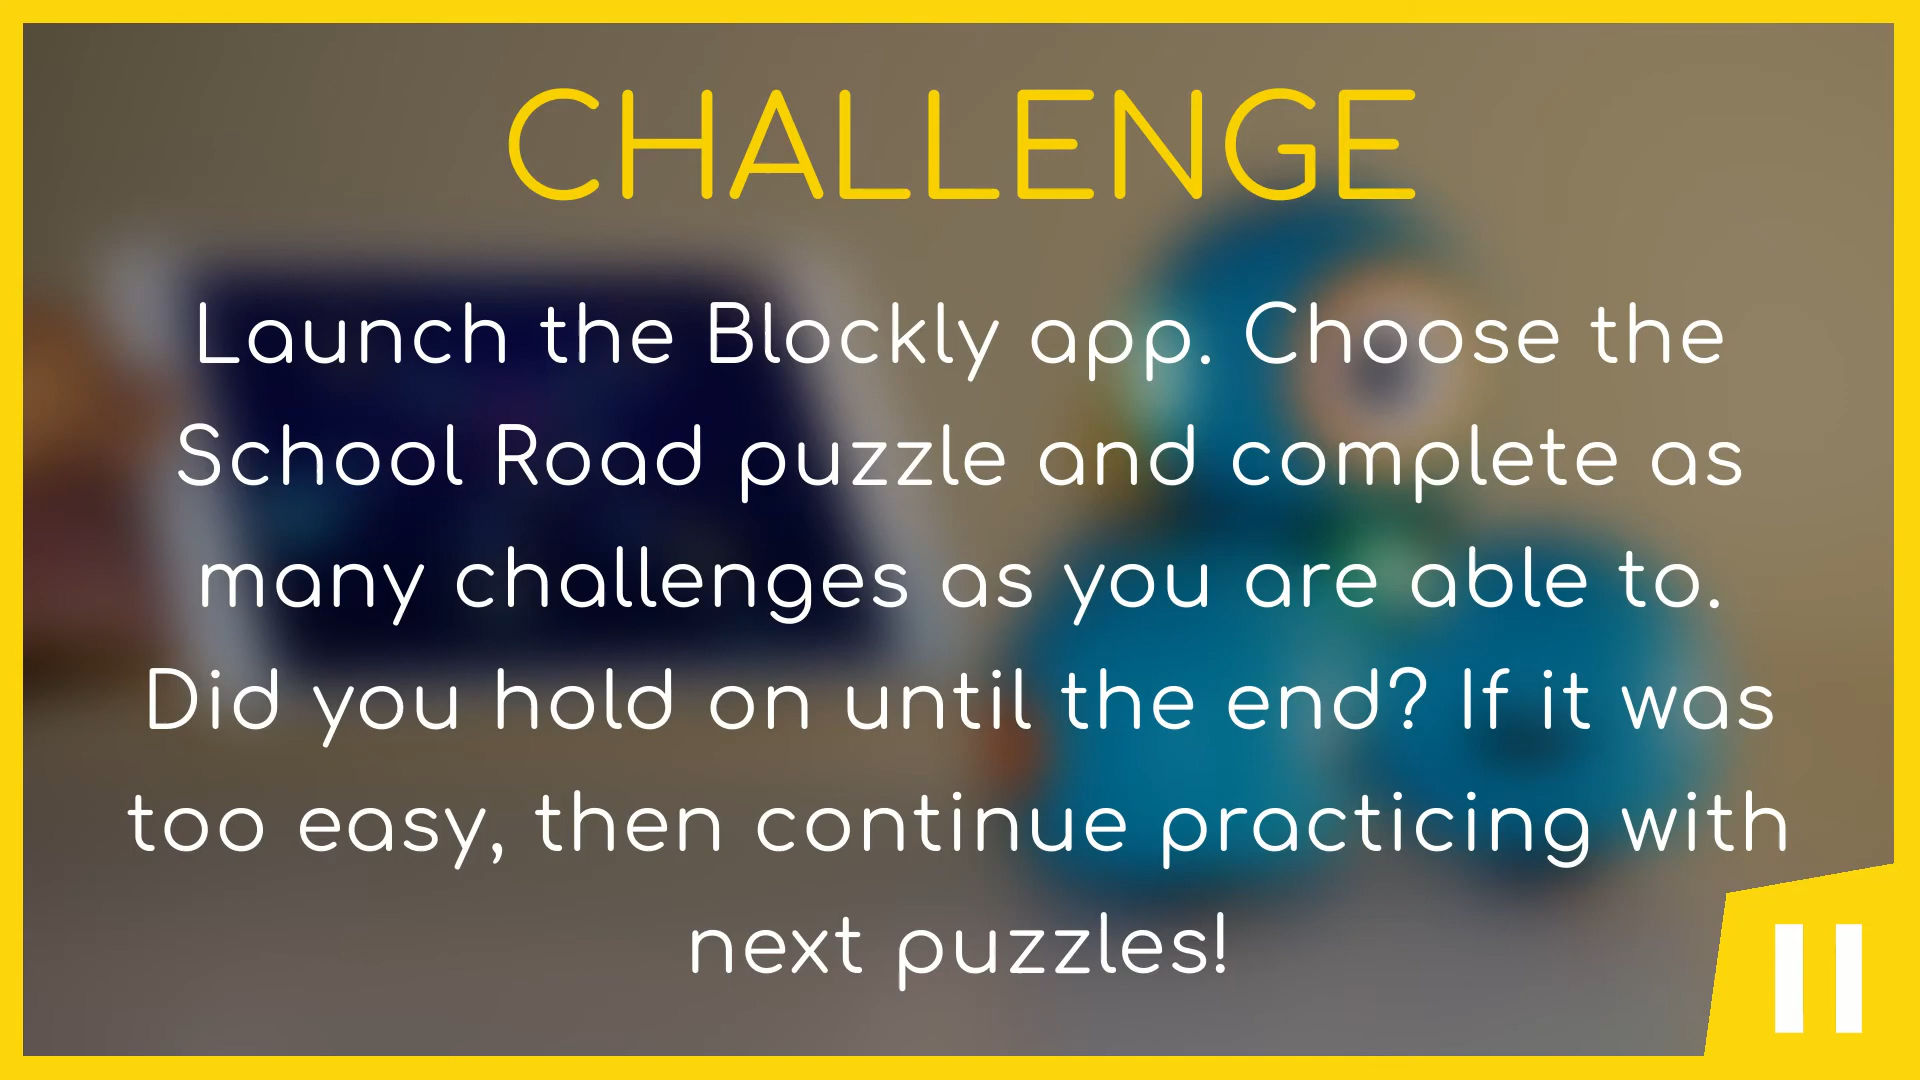 CHALLENGE
Launch the Blockly app. Choose the
School Road puzzle and complete as
many challenges as you are able to.
Did you hold on until the end? If it was
too easy, then continue practicing with
next puzzles!